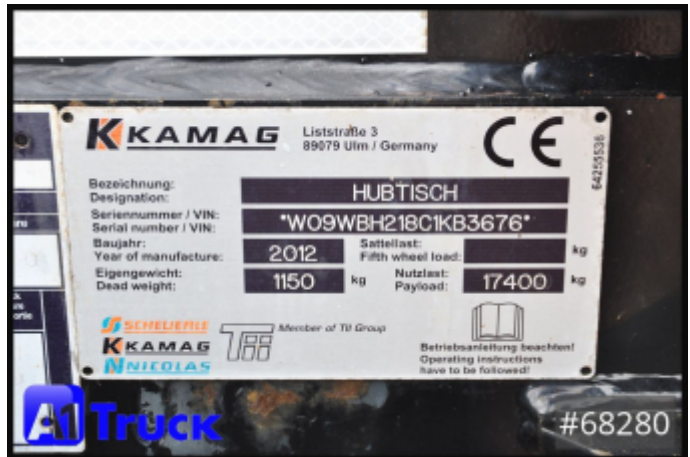 KAMAG
Liststraße 3
89079 Ulm / Germany
CE
64255536
Bezeichnung:
Designation:
HUBTISCH
Seriennummer / VIN:
Serial number / VIN:
*W09WBH218C1KB3676*
Baujahr:
Year of manufacture:
2012
Sattellast:
Fifth wheel load:
kg
Eigengewicht:
Dead weight:
1150 kg
Nutzlast:
Payload:
17400 kg
SCHEUERLE
KAMAG
NICOLAS
TII
Member of TII Group
Betriebsanleitung beachten!
Operating instructions
have to be followed!
A1 Truck
#68280